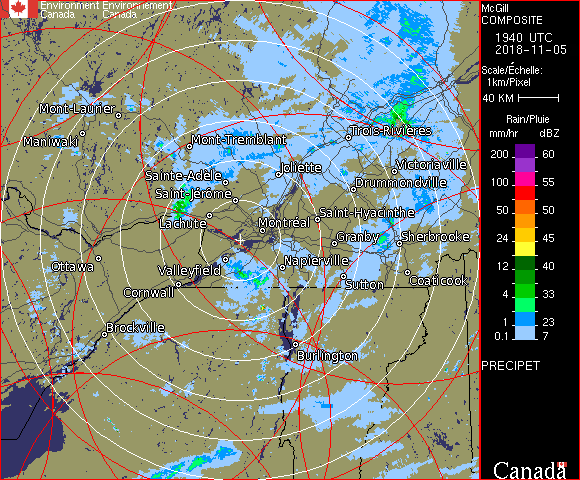 Environment Environnement
Canada Canada
McGill
COMPOSITE
1940 UTC
2018-11-05
Scale/Échelle:
1km/Pixel
40 KM
Rain/Pluie
mm/hr dBZ
200 60
100 55
50 50
24 45
12 40
4 33
2 23
0.1 7
PRECIPET
Canada
Mont-Laurier
Maniwaki
Mont-Tremblant
Trois-Rivières
Sainte-Adèle
Joliette
Victoriaville
Saint-Jérôme
Drummondville
Lachute
Montréal
Saint-Hyacinthe
Granby
Sherbrooke
Ottawa
Valleyfield
Napierville
Cornwall
Sutton
Coaticook
Brockville
Burlington